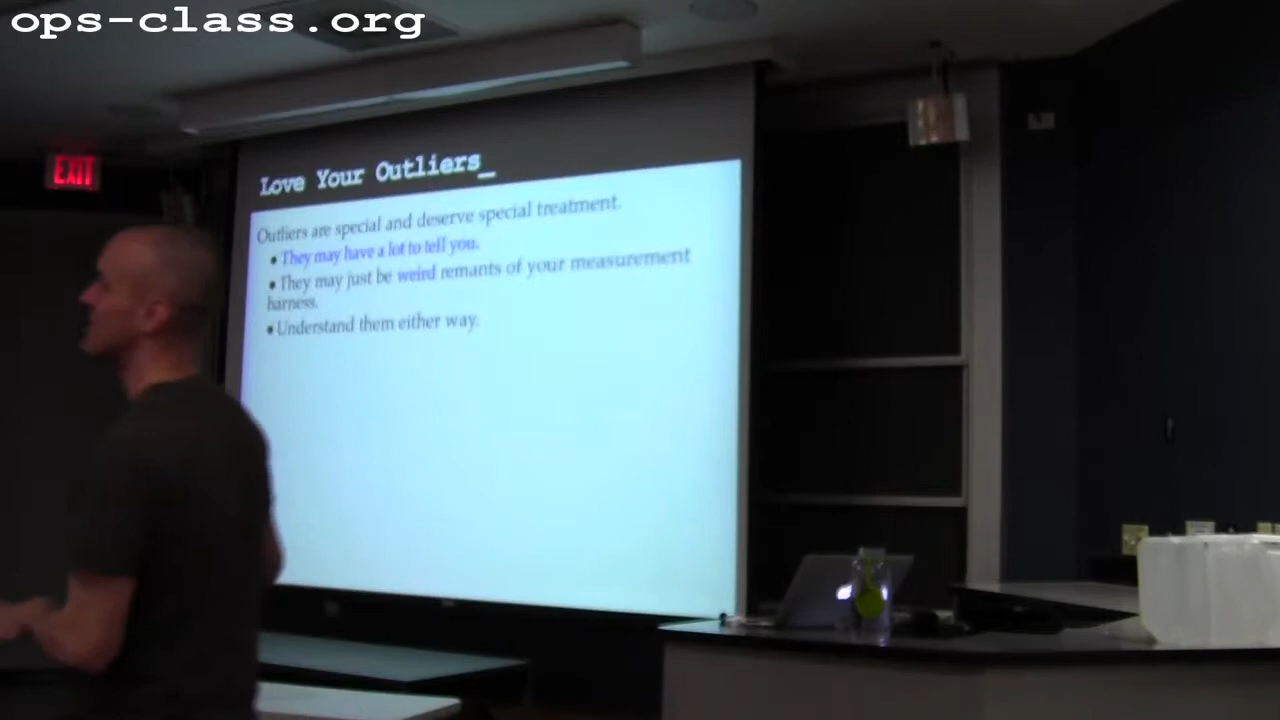 ops-class.org
EXIT
Love Your Outliers_
Outliers are special and deserve special treatment.
• They may have a lot to tell you.
• They may just be weird remants of your measurement
harness.
• Understand them either way.